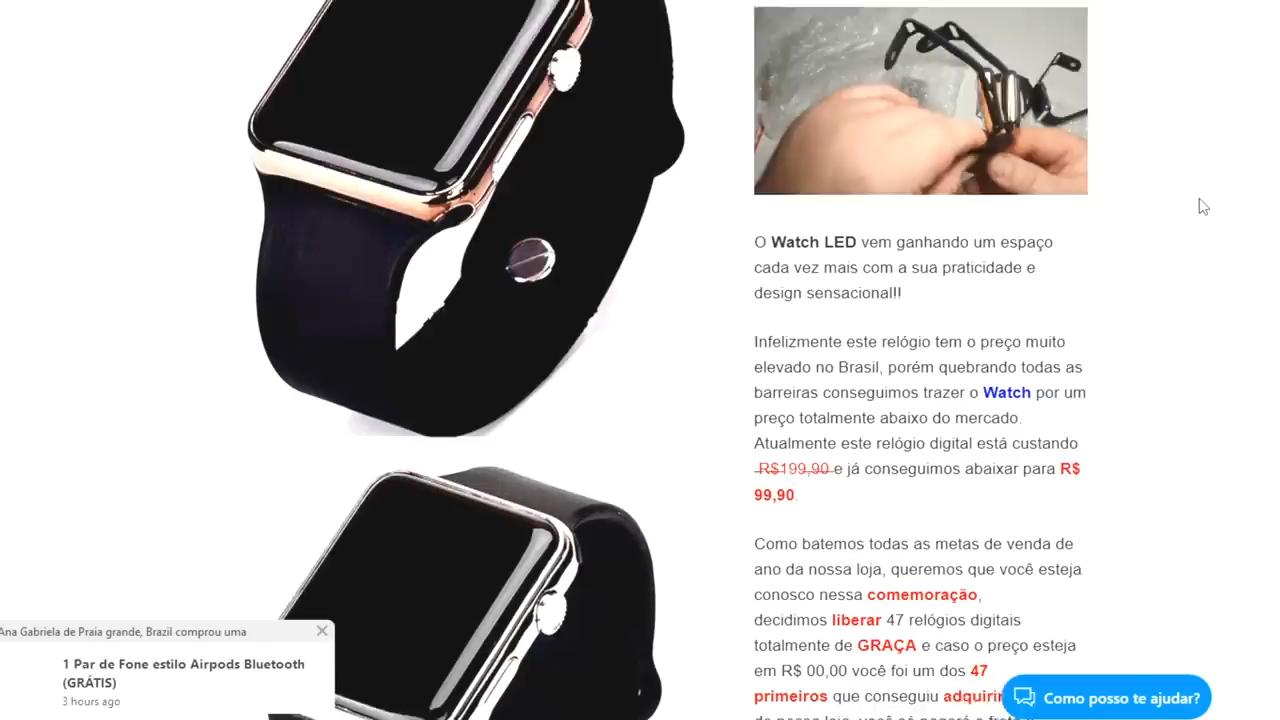 O Watch LED vem ganhando um espaço
cada vez mais com a sua praticidade e
design sensacional!!
Infelizmente este relógio tem o preço muito
elevado no Brasil, porém quebrando todas as
barreiras conseguimos trazer o Watch por um
preço totalmente abaixo do mercado.
Atualmente este relógio digital está custando
R$199,90 e já conseguimos abaixar para R$
99,90.
Como batemos todas as metas de venda de
ano da nossa loja, queremos que você esteja
conosco nessa comemoração,
decidimos liberar 47 relógios digitais
totalmente de GRAÇA e caso o preço esteja
em R$ 00,00 você foi um dos 47
primeiros que conseguiu adquirir
Ana Gabriela de Praia grande, Brazil comprou uma
1 Par de Fone estilo Airpods Bluetooth
(GRÁTIS)
3 hours ago
Como posso te ajudar?